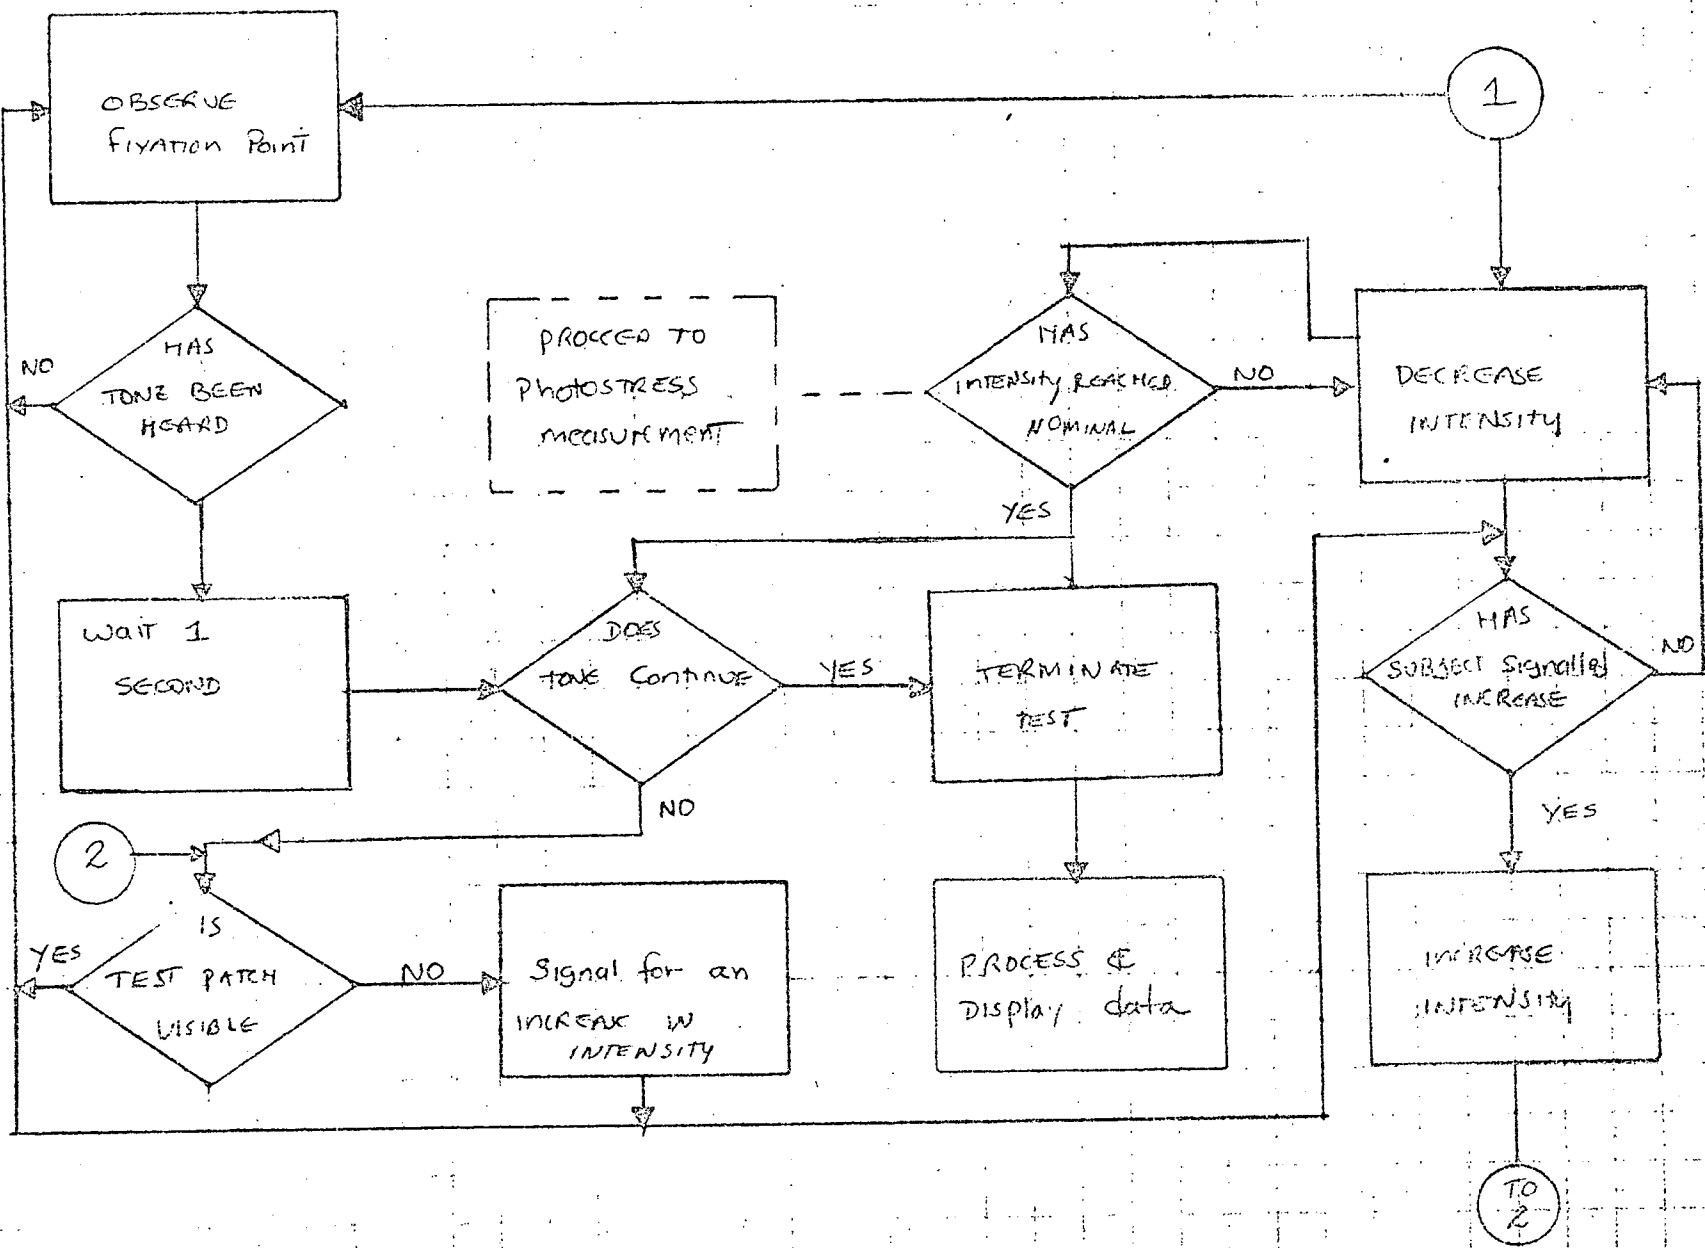 OBSERVE
Fixation Point
1
HAS
TONE BEEN
HEARD
NO
PROCEED TO
PHOTOSTRESS
MEASUREMENT
HAS
INTENSITY REACHED
NOMINAL
NO
YES
DECREASE
INTENSITY
Wait 1
SECOND
DOES
TONE Continue
YES
NO
TERMINATE
TEST
HAS
SUBJECT Signalled
INCREASE
NO
YES
2
IS
TEST PATCH
VISIBLE
YES
NO
Signal for an
INCREASE IN
INTENSITY
PROCESS &
Display data
INCREASE
INTENSITY
TO
2